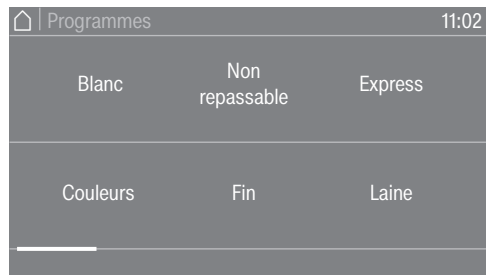 Programmes 11:02
Blanc Non repassable Express
Couleurs Fin Laine